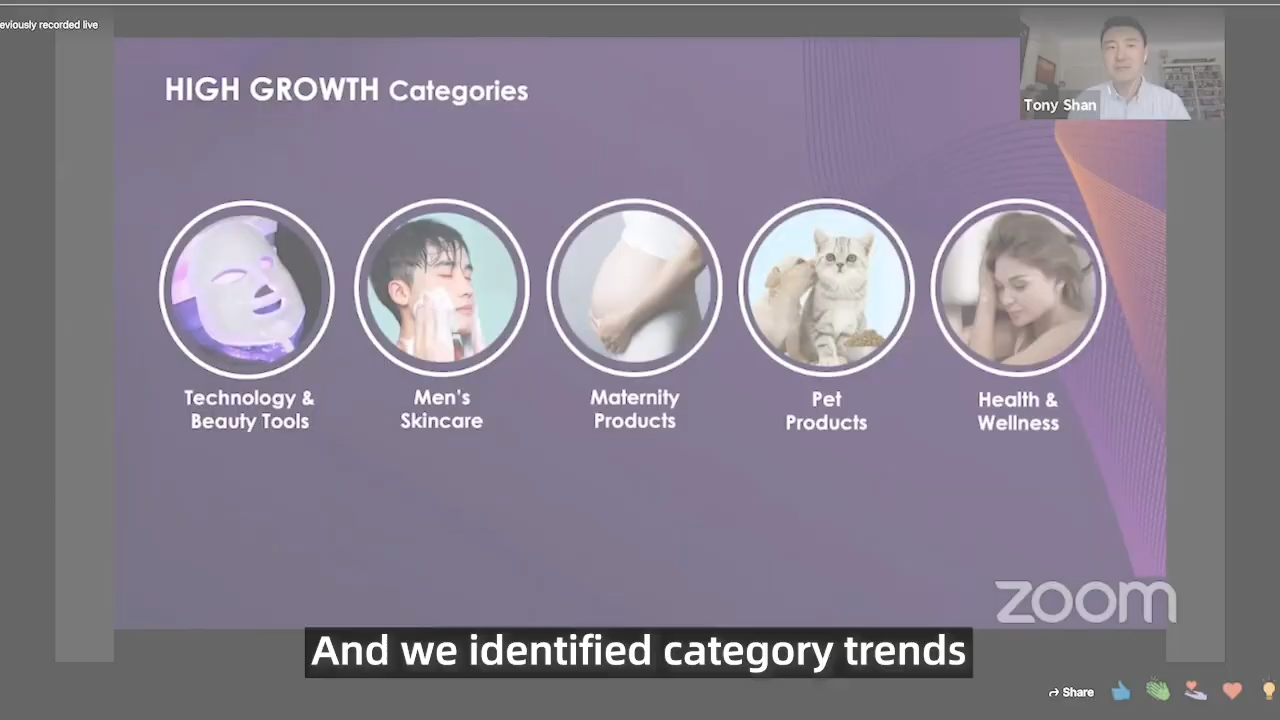 eviously recorded live
HIGH GROWTH Categories
Tony Shan
Technology &
Beauty Tools
Men's
Skincare
Maternity
Products
Pet
Products
Health &
Wellness
zoom
And we identified category trends
Share